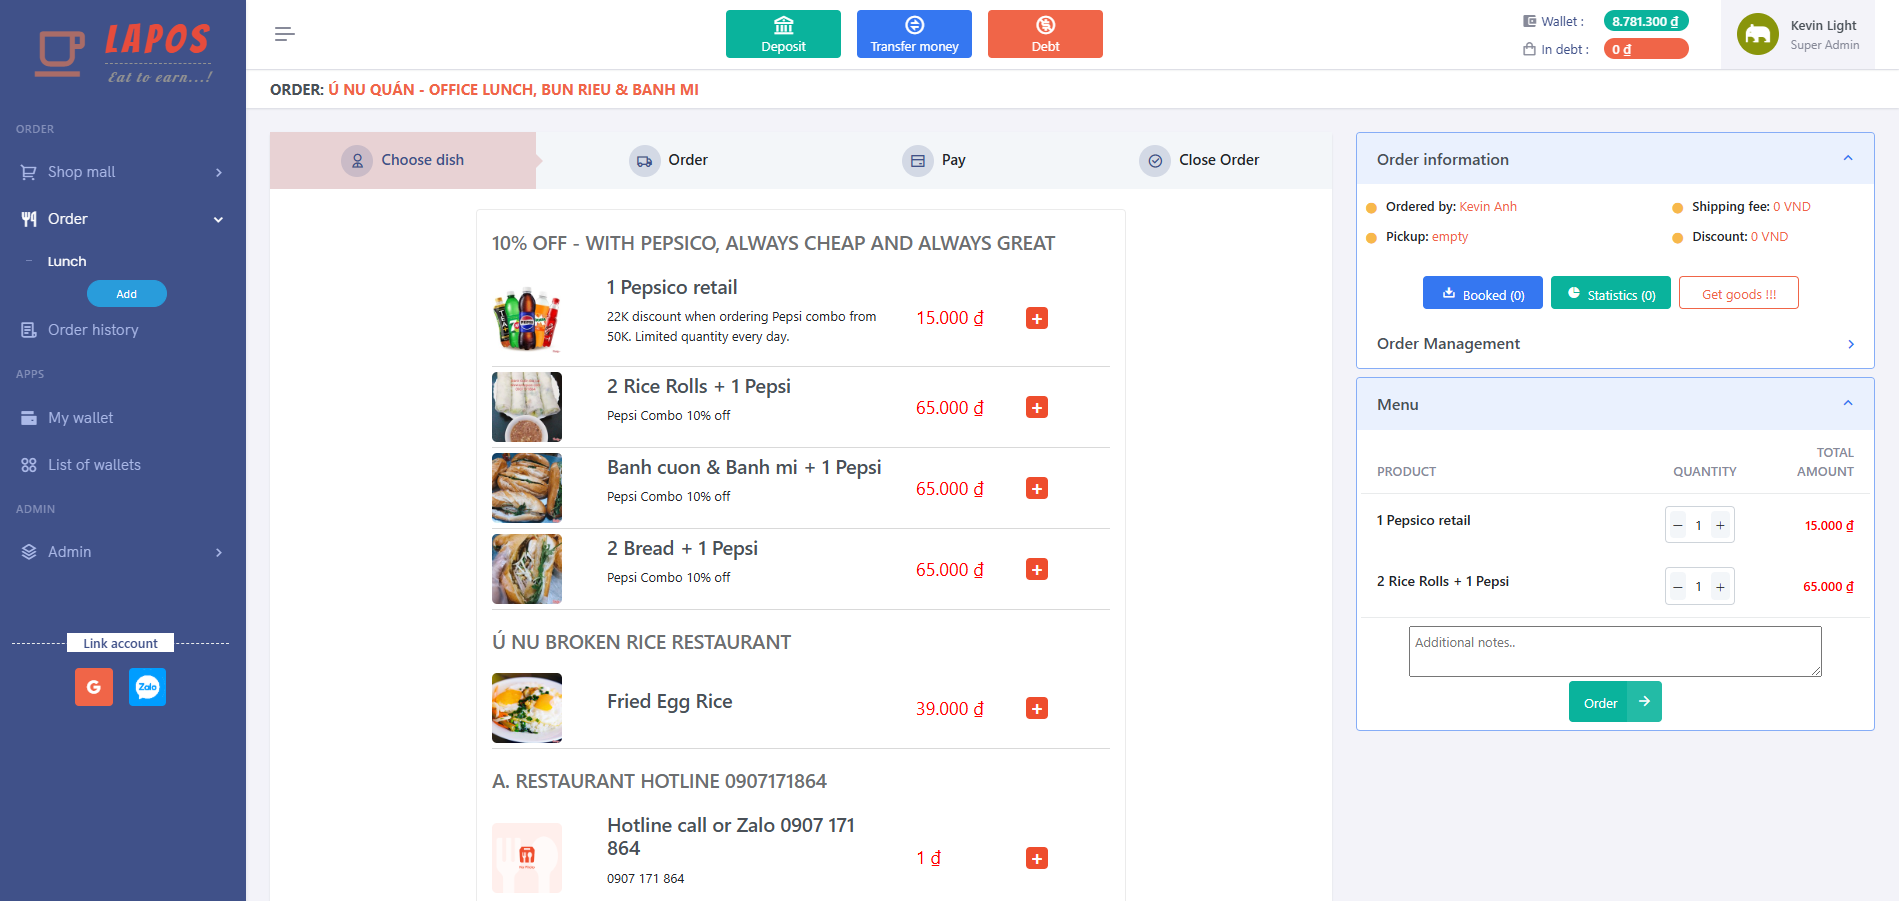 LAPOS
Eat to earn...!
ORDER
Shop mall
Order
Lunch
Add
Order history
APPS
My wallet
List of wallets
ADMIN
Admin
Link account
G
Zalo
Deposit
Transfer money
Debt
Wallet :
8.781.300 ₫
In debt :
0 ₫
Kevin Light
Super Admin
ORDER: Ú NU QUÁN - OFFICE LUNCH, BUN RIEU & BANH MI
Choose dish
Order
Pay
Close Order
10% OFF - WITH PEPSICO, ALWAYS CHEAP AND ALWAYS GREAT
1 Pepsico retail
22K discount when ordering Pepsi combo from
50K. Limited quantity every day.
15.000 ₫
2 Rice Rolls + 1 Pepsi
Pepsi Combo 10% off
65.000 ₫
Banh cuon & Banh mi + 1 Pepsi
Pepsi Combo 10% off
65.000 ₫
2 Bread + 1 Pepsi
Pepsi Combo 10% off
65.000 ₫
Ú NU BROKEN RICE RESTAURANT
Fried Egg Rice
39.000 ₫
A. RESTAURANT HOTLINE 0907171864
Hotline call or Zalo 0907 171
864
0907 171 864
1 ₫
Order information
Ordered by: Kevin Anh
Shipping fee: 0 VND
Pickup: empty
Discount: 0 VND
Booked (0)
Statistics (0)
Get goods !!!
Order Management
Menu
PRODUCT
QUANTITY
TOTAL
AMOUNT
1 Pepsico retail
− 1 +
15.000 ₫
2 Rice Rolls + 1 Pepsi
− 1 +
65.000 ₫
Additional notes..
Order